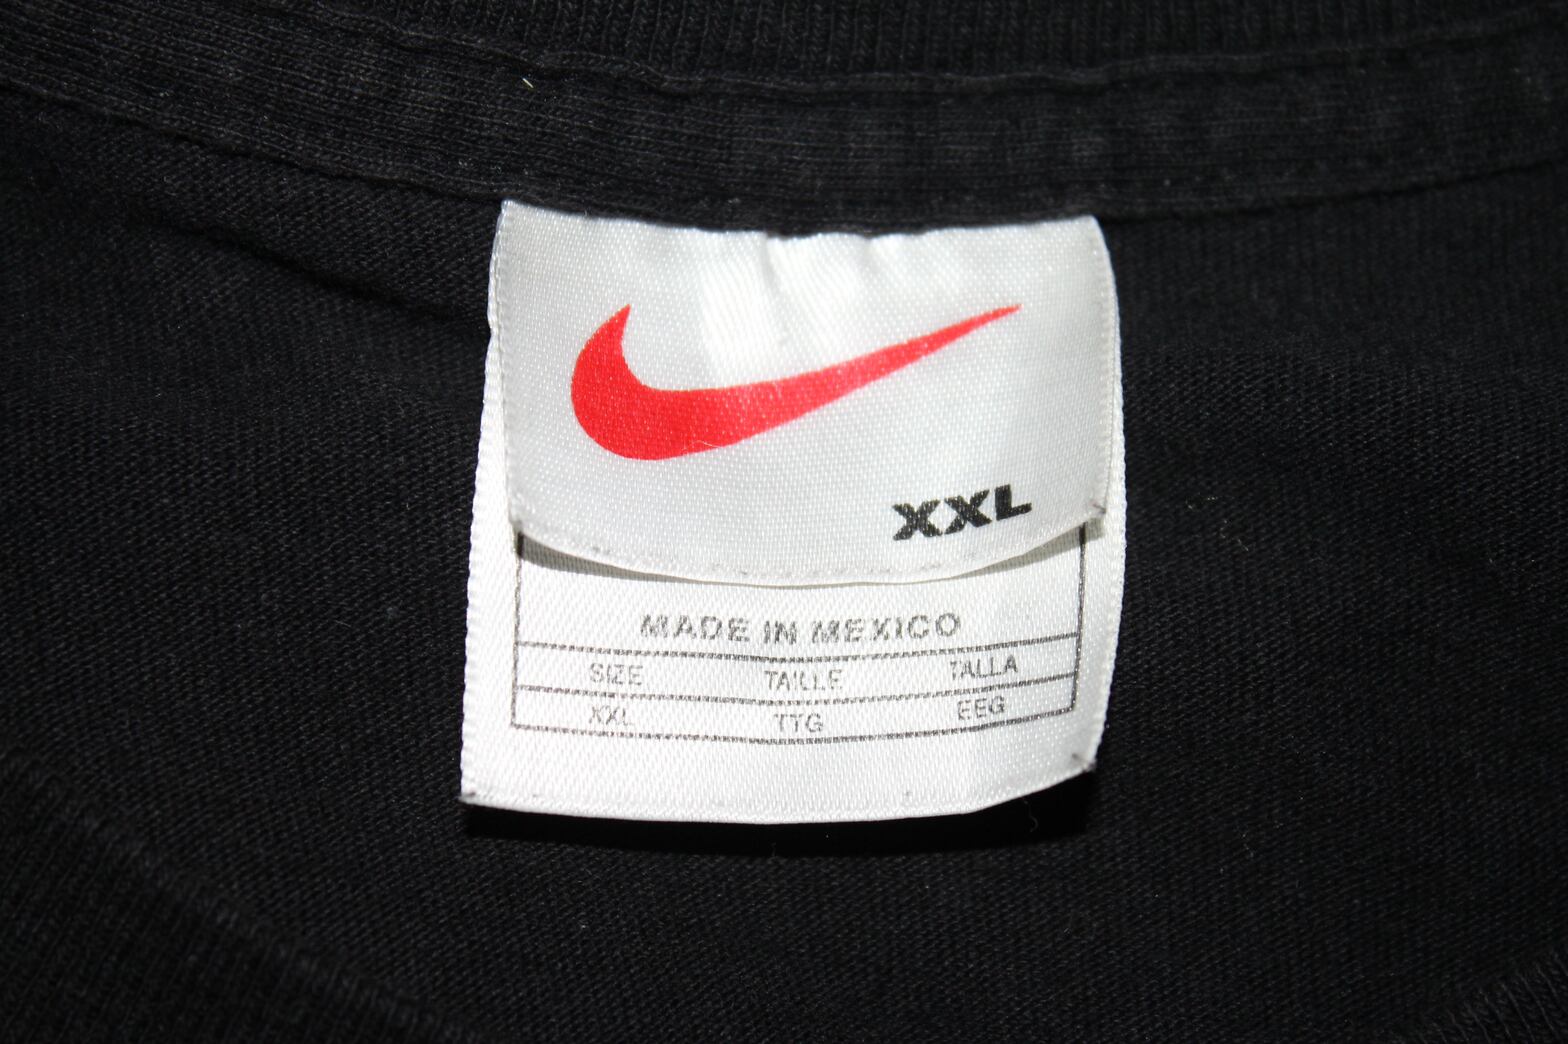 XXL
MADE IN MEXICO
SIZE TAILLE TALLA
XXL TTG EEG